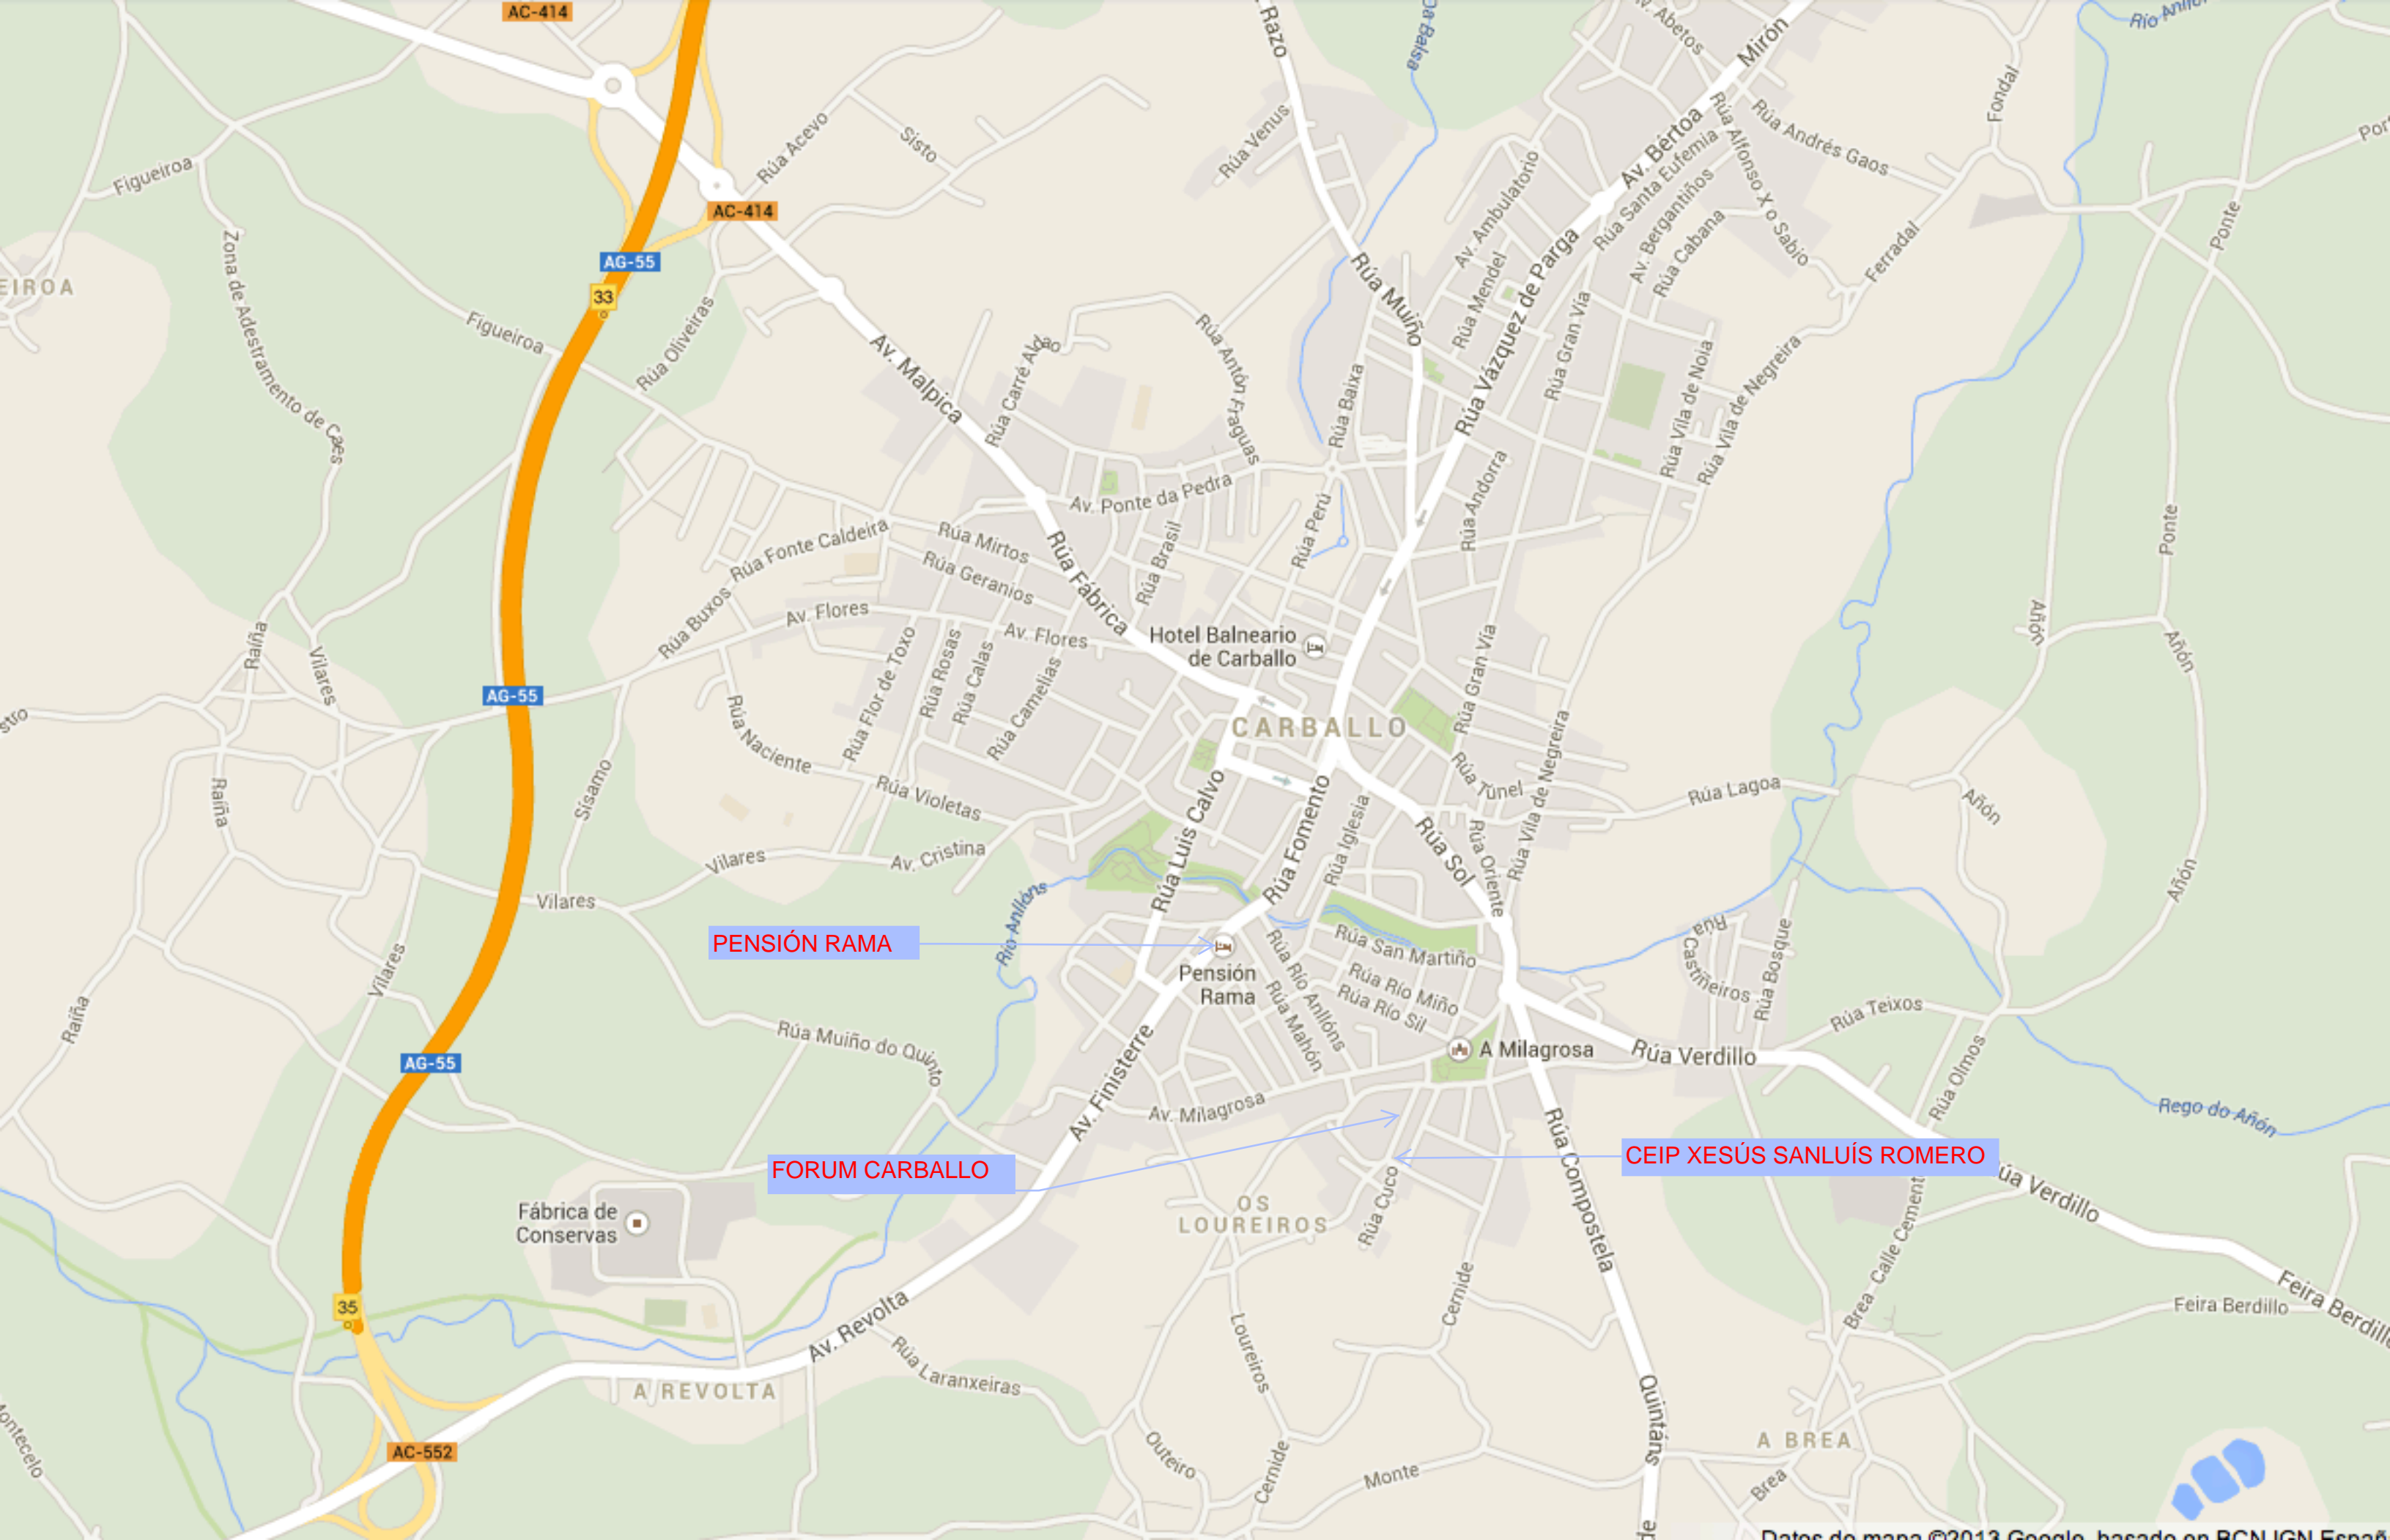 AC-414
Razo
Da Balsa
Av. Abetos
Mirón
Río Anllóns
Rúa Acevo
Sisto
Rúa Venus
Av. Bértoa
Rúa Andrés Gaos
Fondal
Figueiroa
Rúa Santa Eufemia
Rúa Alfonso X o Sabio
AC-414
Av. Ambulatorio
Av. Bergantiños
Rúa Cabana
Ferradal
Ponte
AG-55
33
EIROA
Zona de Adestramento de Caes
Rúa Muíño
Rúa Mendel
Rúa Vázquez de Parga
Rúa Gran Vía
Figueiroa
Rúa Oliveiras
Av. Malpica
Rúa Carré Aldao
Rúa Antón Fraguas
Rúa Baixa
Rúa Vila de Noia
Rúa Vila de Negreira
Av. Ponte da Pedra
Rúa Andorra
Rúa Perú
Rúa Brasil
Rúa Fonte Caldeira
Rúa Mirtos
Rúa Geranios
Rúa Fábrica
Ponte
Rúa Buxos
Av. Flores
Av. Flores
Hotel Balneario
de Carballo
Añón
Añón
Raíña
Vilares
AG-55
Rúa Flor de Toxo
Rúa Rosas
Rúa Calas
Rúa Camelias
Rúa Gran Vía
stro
CARBALLO
Rúa Naciente
Rúa Violetas
Rúa Túnel
Rúa Vila de Negreira
Rúa Lagoa
Añón
Raíña
Sísamo
Rúa Luis Calvo
Rúa Fomento
Rúa Iglesia
Rúa Sol
Rúa Oriente
Vilares
Av. Cristina
Vilares
Río Anllóns
Añón
PENSIÓN RAMA
Pensión
Rama
Rúa San Martiño
Rúa Río Anllóns
Rúa Mahón
Rúa Río Miño
Rúa Río Sil
Rúa
Castiñeiros
Rúa Bosque
Rúa Teixos
Vilares
Raíña
Rúa Muiño do Quinto
AG-55
Av. Finisterre
A Milagrosa
Rúa Verdillo
Rúa Olmos
Av. Milagrosa
Rego do Añón
FORUM CARBALLO
CEIP XESÚS SANLUÍS ROMERO
Rúa Compostela
úa Verdillo
Fábrica de
Conservas
OS
LOUREIROS
Rúa Cuco
Brea Calle Cement
35
Av. Revolta
Cernide
Feira Berdillo
Feira Berdillo
Rúa Laranxeiras
Loureiros
A REVOLTA
Quintáns
AC-552
Outeiro
Cernide
Monte
A BREA
Brea
Montecelo
Datos de mapa ©2013 Google, basado en BCN IGN Españ